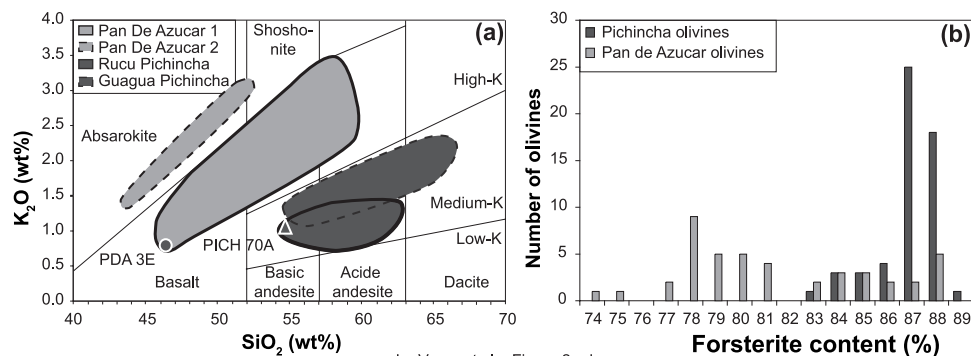 (a)
Pan De Azucar 1
Pan De Azucar 2
Rucu Pichincha
Guagua Pichincha
Shosho-
nite
High-K
Absarokite
Medium-K
Low-K
PDA 3E
PICH 70A
Basalt
Basic
andesite
Acide
andesite
Dacite
K2O (wt%)
4.0
3.5
3.0
2.5
2.0
1.5
1.0
0.5
0.0
40 45 50 55 60 65 70
SiO2 (wt%)
(b)
Pichincha olivines
Pan de Azucar olivines
Number of olivines
30
25
20
15
10
5
0
74 75 76 77 78 79 80 81 82 83 84 85 86 87 88 89
Forsterite content (%)